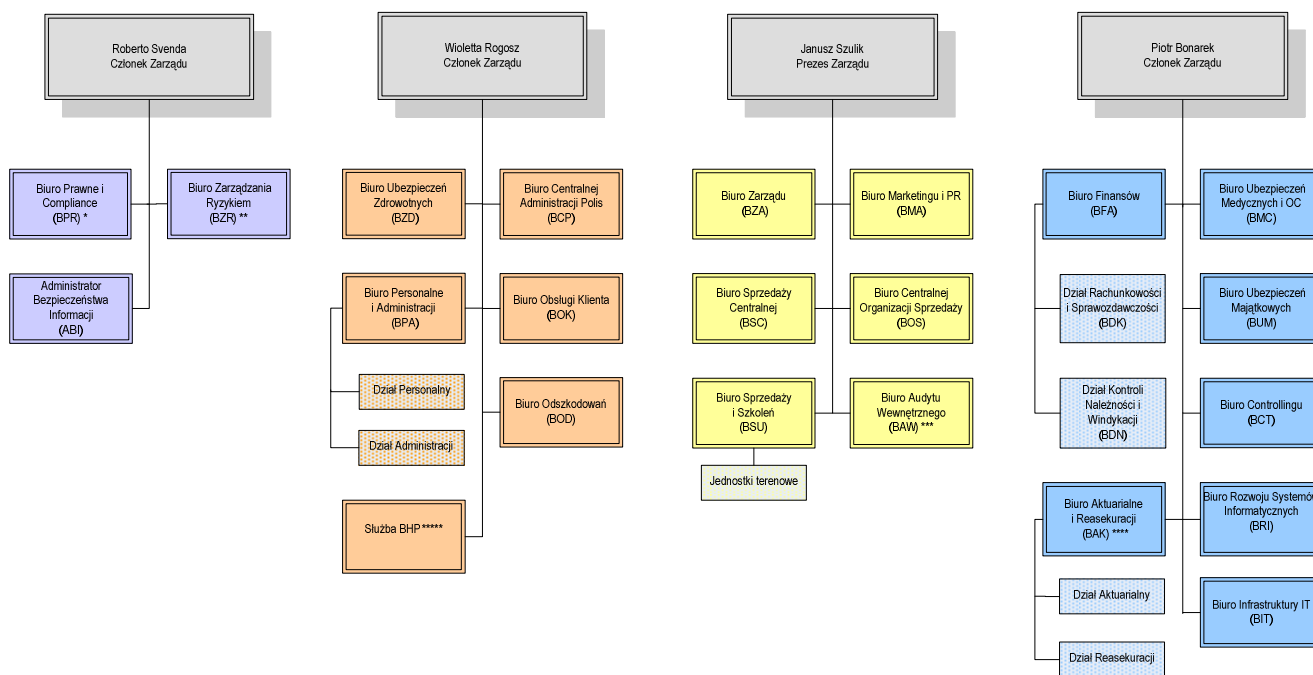 Roberto Svenda
Członek Zarządu
Wioletta Rogosz
Członek Zarządu
Janusz Szulik
Prezes Zarządu
Piotr Bonarek
Członek Zarządu
Biuro Prawne i
Compliance
(BPR) *
Biuro Zarządzania
Ryzykiem
(BZR) **
Administrator
Bezpieczeństwa
Informacji
(ABI)
Biuro Ubezpieczeń
Zdrowotnych
(BZD)
Biuro Centralnej
Administracji Polis
(BCP)
Biuro Personalne
i Administracji
(BPA)
Biuro Obsługi Klienta
(BOK)
Dział Personalny
Dział Administracji
Biuro Odszkodowań
(BOD)
Służba BHP*****
Biuro Zarządu
(BZA)
Biuro Marketingu i PR
(BMA)
Biuro Sprzedaży
Centralnej
(BSC)
Biuro Centralnej
Organizacji Sprzedaży
(BOS)
Biuro Sprzedaży
i Szkoleń
(BSU)
Biuro Audytu
Wewnętrznego
(BAW) ***
Jednostki terenowe
Biuro Finansów
(BFA)
Biuro Ubezpieczeń
Medycznych i OC
(BMC)
Dział Rachunkowości
i Sprawozdawczości
(BDK)
Biuro Ubezpieczeń
Majątkowych
(BUM)
Dział Kontroli
Należności i
Windykacji
(BDN)
Biuro Controllingu
(BCT)
Biuro Aktuarialne
i Reasekuracji
(BAK) ****
Biuro Rozwoju Systemów
Informatycznych
(BRI)
Dział Aktuarialny
Biuro Infrastruktury IT
(BIT)
Dział Reasekuracji